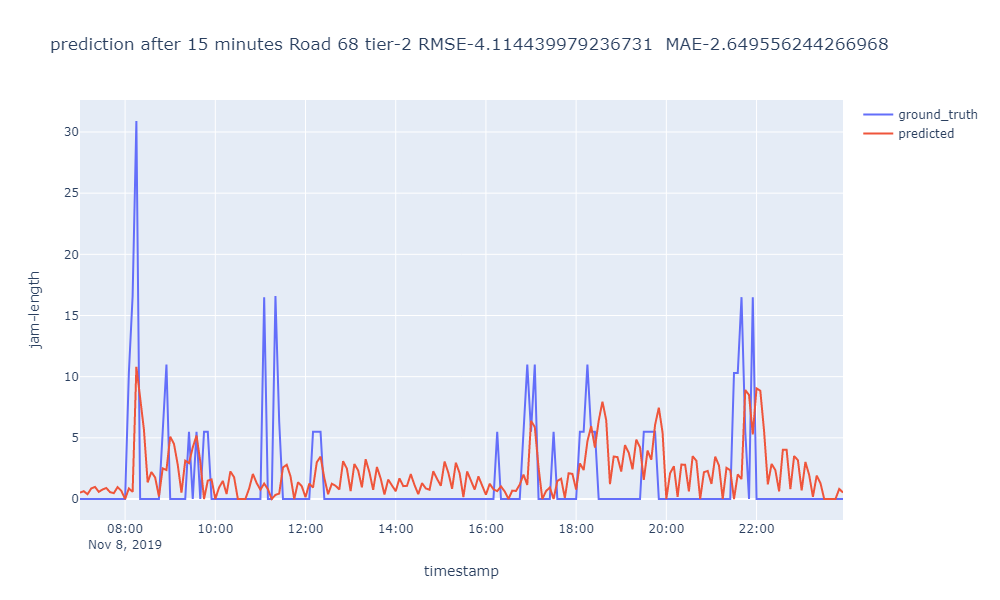 prediction after 15 minutes Road 68 tier-2 RMSE-4.114439979236731  MAE-2.649556244266968
ground_truth
predicted
jam-length
30
25
20
15
10
5
0
08:00 10:00 12:00 14:00 16:00 18:00 20:00 22:00
Nov 8, 2019
timestamp